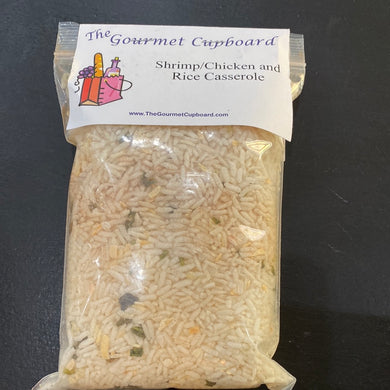 The Gourmet Cupboard
Shrimp/Chicken and
Rice Casserole
www.TheGourmetCupboard.com